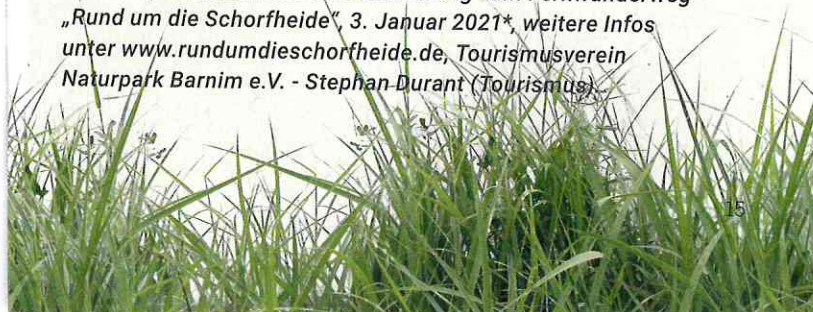 „Rund um die Schorfheide“, 3. Januar 2021*, weitere Infos
unter www.rundumdieschorfheide.de, Tourismusverein
Naturpark Barnim e.V. - Stephan Durant (Tourismus).
15